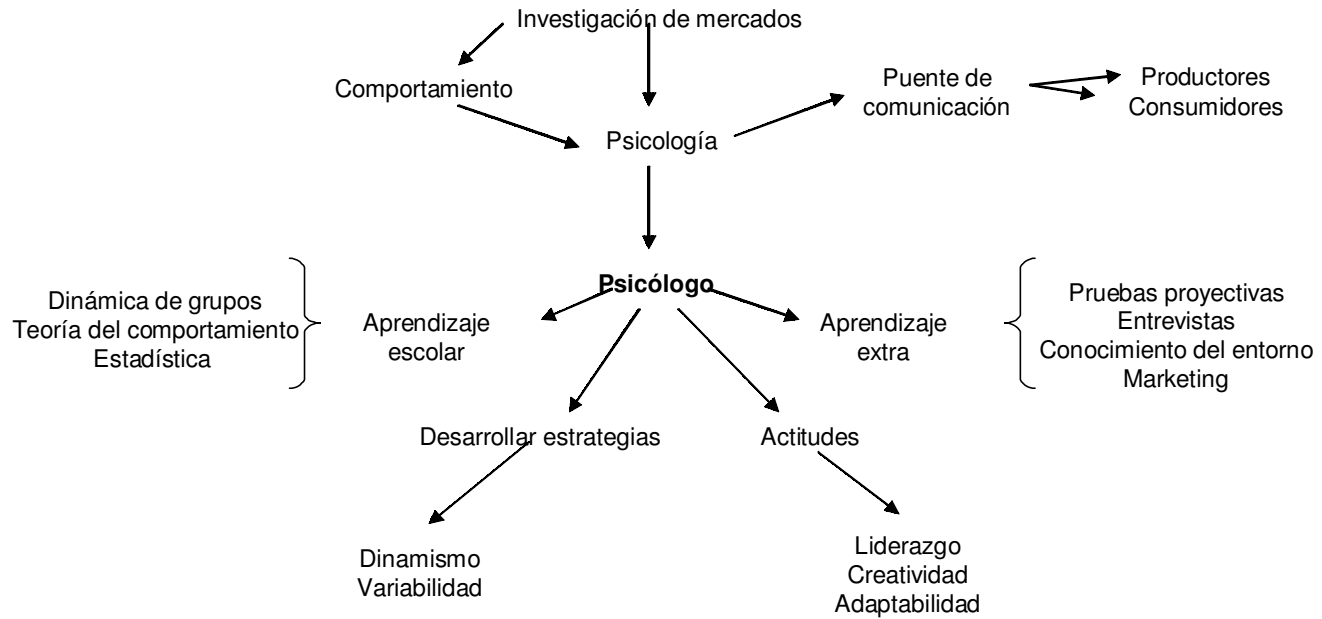 Investigación de mercados
Comportamiento
Puente de
comunicación
Productores
Consumidores
Psicología
Psicólogo
Dinámica de grupos
Teoría del comportamiento
Estadística
Aprendizaje
escolar
Aprendizaje
extra
Pruebas proyectivas
Entrevistas
Conocimiento del entorno
Marketing
Desarrollar estrategias
Actitudes
Dinamismo
Variabilidad
Liderazgo
Creatividad
Adaptabilidad